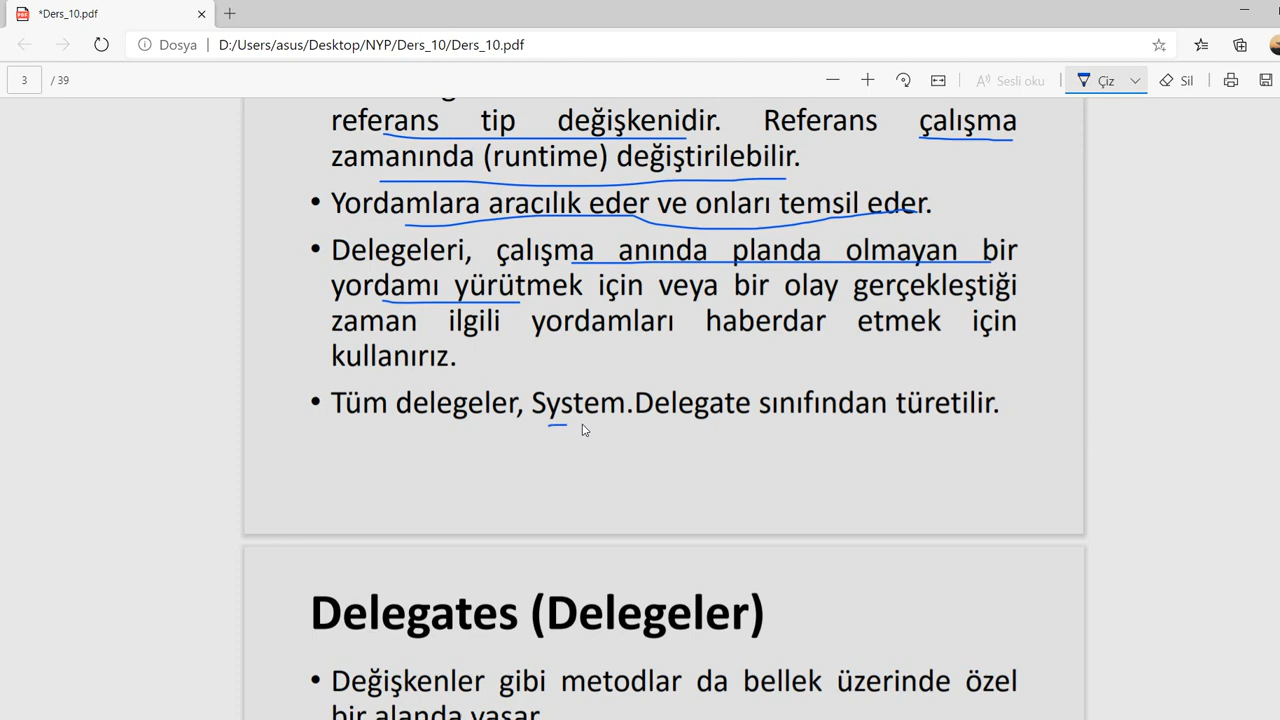 *Ders_10.pdf
Dosya
D:/Users/asus/Desktop/NYP/Ders_10/Ders_10.pdf
3 / 39
Sesli oku
Çiz
Sil
referans tip değişkenidir. Referans çalışma
zamanında (runtime) değiştirilebilir.
• Yordamlara aracılık eder ve onları temsil eder.
• Delegeleri, çalışma anında planda olmayan bir
yordamı yürütmek için veya bir olay gerçekleştiği
zaman ilgili yordamları haberdar etmek için
kullanırız.
• Tüm delegeler, System.Delegate sınıfından türetilir.
Delegates (Delegeler)
• Değişkenler gibi metodlar da bellek üzerinde özel
bir alanda yaşar.